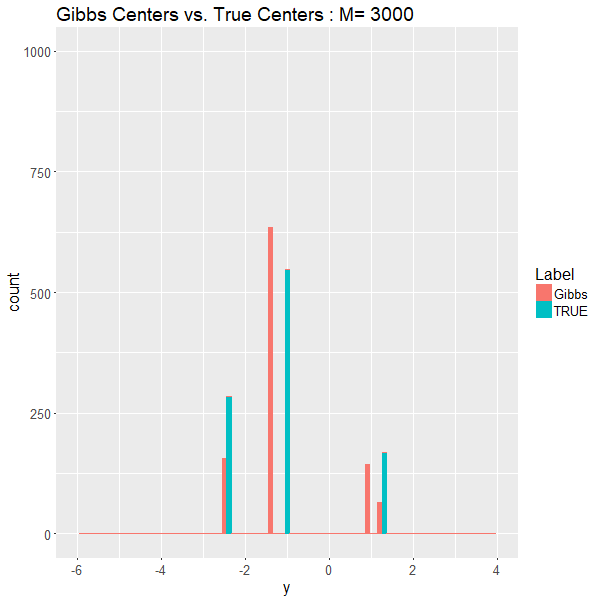 Gibbs Centers vs. True Centers : M= 3000
1000
750
500
250
0
count
-6
-4
-2
0
2
4
y
Label
Gibbs
TRUE